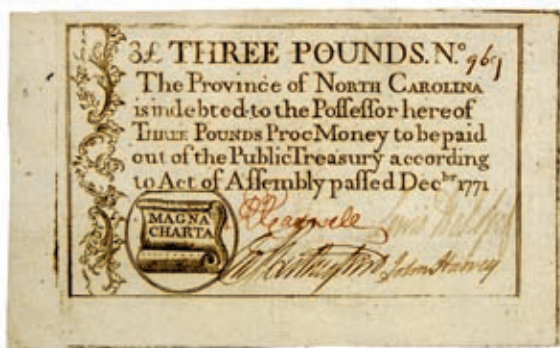 3£ THREE POUNDS. Nº 961
The Province of NORTH CAROLINA
is indebted to the Poſſeſſor hereof
THREE POUNDS Proc Money to be paid
out of the Public Treasury according
to Act of Aſſembly paſſed Decbr 1771
MAGNA
CHARTA
John Harvey